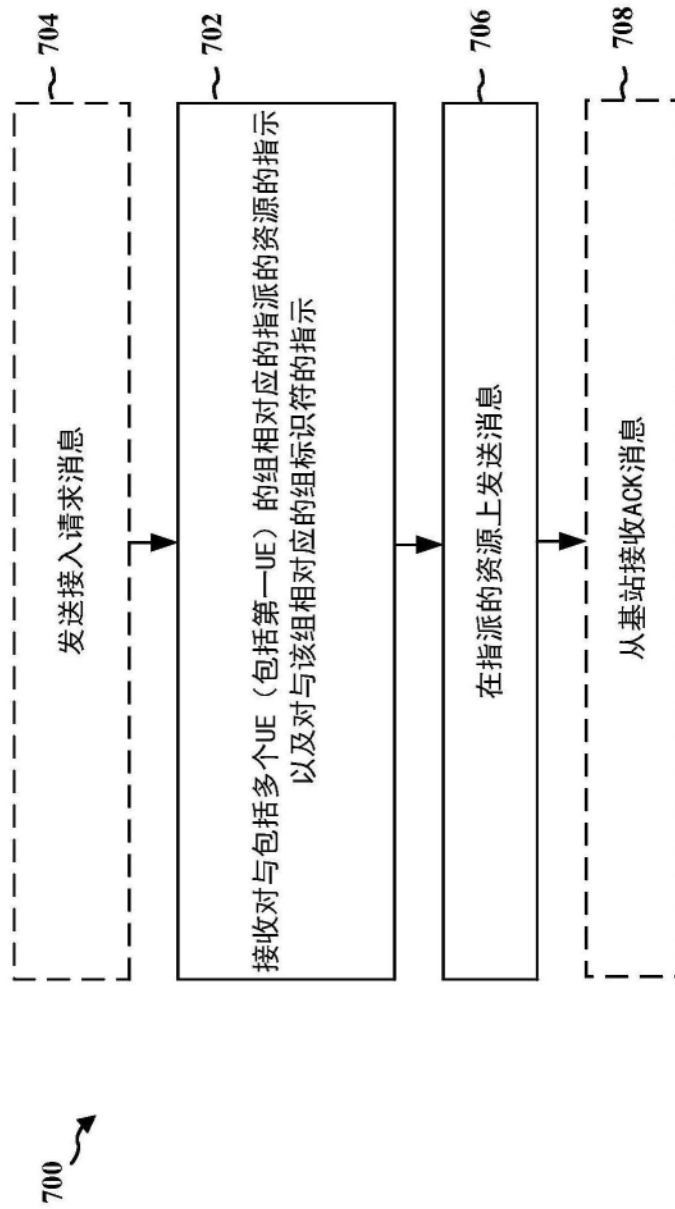 700
704
发送接入请求消息
702
接收对与包括多个UE（包括第一UE）的组相对应的指派的资源的指示
以及对与该组相对应的组标识符的指示
706
在指派的资源上发送消息
708
从基站接收ACK消息